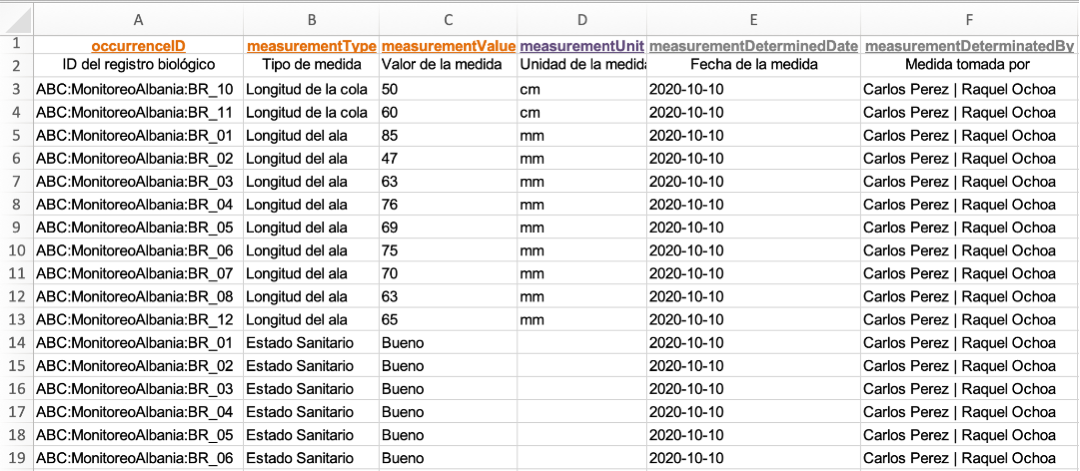 A B C D E F
1 occurrenceID measurementType measurementValue measurementUnit measurementDeterminedDate measurementDeterminatedBy
2 ID del registro biológico Tipo de medida Valor de la medida Unidad de la medida Fecha de la medida Medida tomada por
3 ABC:MonitoreoAlbania:BR_10 Longitud de la cola 50 cm 2020-10-10 Carlos Perez | Raquel Ochoa
4 ABC:MonitoreoAlbania:BR_11 Longitud de la cola 60 cm 2020-10-10 Carlos Perez | Raquel Ochoa
5 ABC:MonitoreoAlbania:BR_01 Longitud del ala 85 mm 2020-10-10 Carlos Perez | Raquel Ochoa
6 ABC:MonitoreoAlbania:BR_02 Longitud del ala 47 mm 2020-10-10 Carlos Perez | Raquel Ochoa
7 ABC:MonitoreoAlbania:BR_03 Longitud del ala 63 mm 2020-10-10 Carlos Perez | Raquel Ochoa
8 ABC:MonitoreoAlbania:BR_04 Longitud del ala 76 mm 2020-10-10 Carlos Perez | Raquel Ochoa
9 ABC:MonitoreoAlbania:BR_05 Longitud del ala 69 mm 2020-10-10 Carlos Perez | Raquel Ochoa
10 ABC:MonitoreoAlbania:BR_06 Longitud del ala 75 mm 2020-10-10 Carlos Perez | Raquel Ochoa
11 ABC:MonitoreoAlbania:BR_07 Longitud del ala 70 mm 2020-10-10 Carlos Perez | Raquel Ochoa
12 ABC:MonitoreoAlbania:BR_08 Longitud del ala 63 mm 2020-10-10 Carlos Perez | Raquel Ochoa
13 ABC:MonitoreoAlbania:BR_12 Longitud del ala 65 mm 2020-10-10 Carlos Perez | Raquel Ochoa
14 ABC:MonitoreoAlbania:BR_01 Estado Sanitario Bueno 2020-10-10 Carlos Perez | Raquel Ochoa
15 ABC:MonitoreoAlbania:BR_02 Estado Sanitario Bueno 2020-10-10 Carlos Perez | Raquel Ochoa
16 ABC:MonitoreoAlbania:BR_03 Estado Sanitario Bueno 2020-10-10 Carlos Perez | Raquel Ochoa
17 ABC:MonitoreoAlbania:BR_04 Estado Sanitario Bueno 2020-10-10 Carlos Perez | Raquel Ochoa
18 ABC:MonitoreoAlbania:BR_05 Estado Sanitario Bueno 2020-10-10 Carlos Perez | Raquel Ochoa
19 ABC:MonitoreoAlbania:BR_06 Estado Sanitario Bueno 2020-10-10 Carlos Perez | Raquel Ochoa